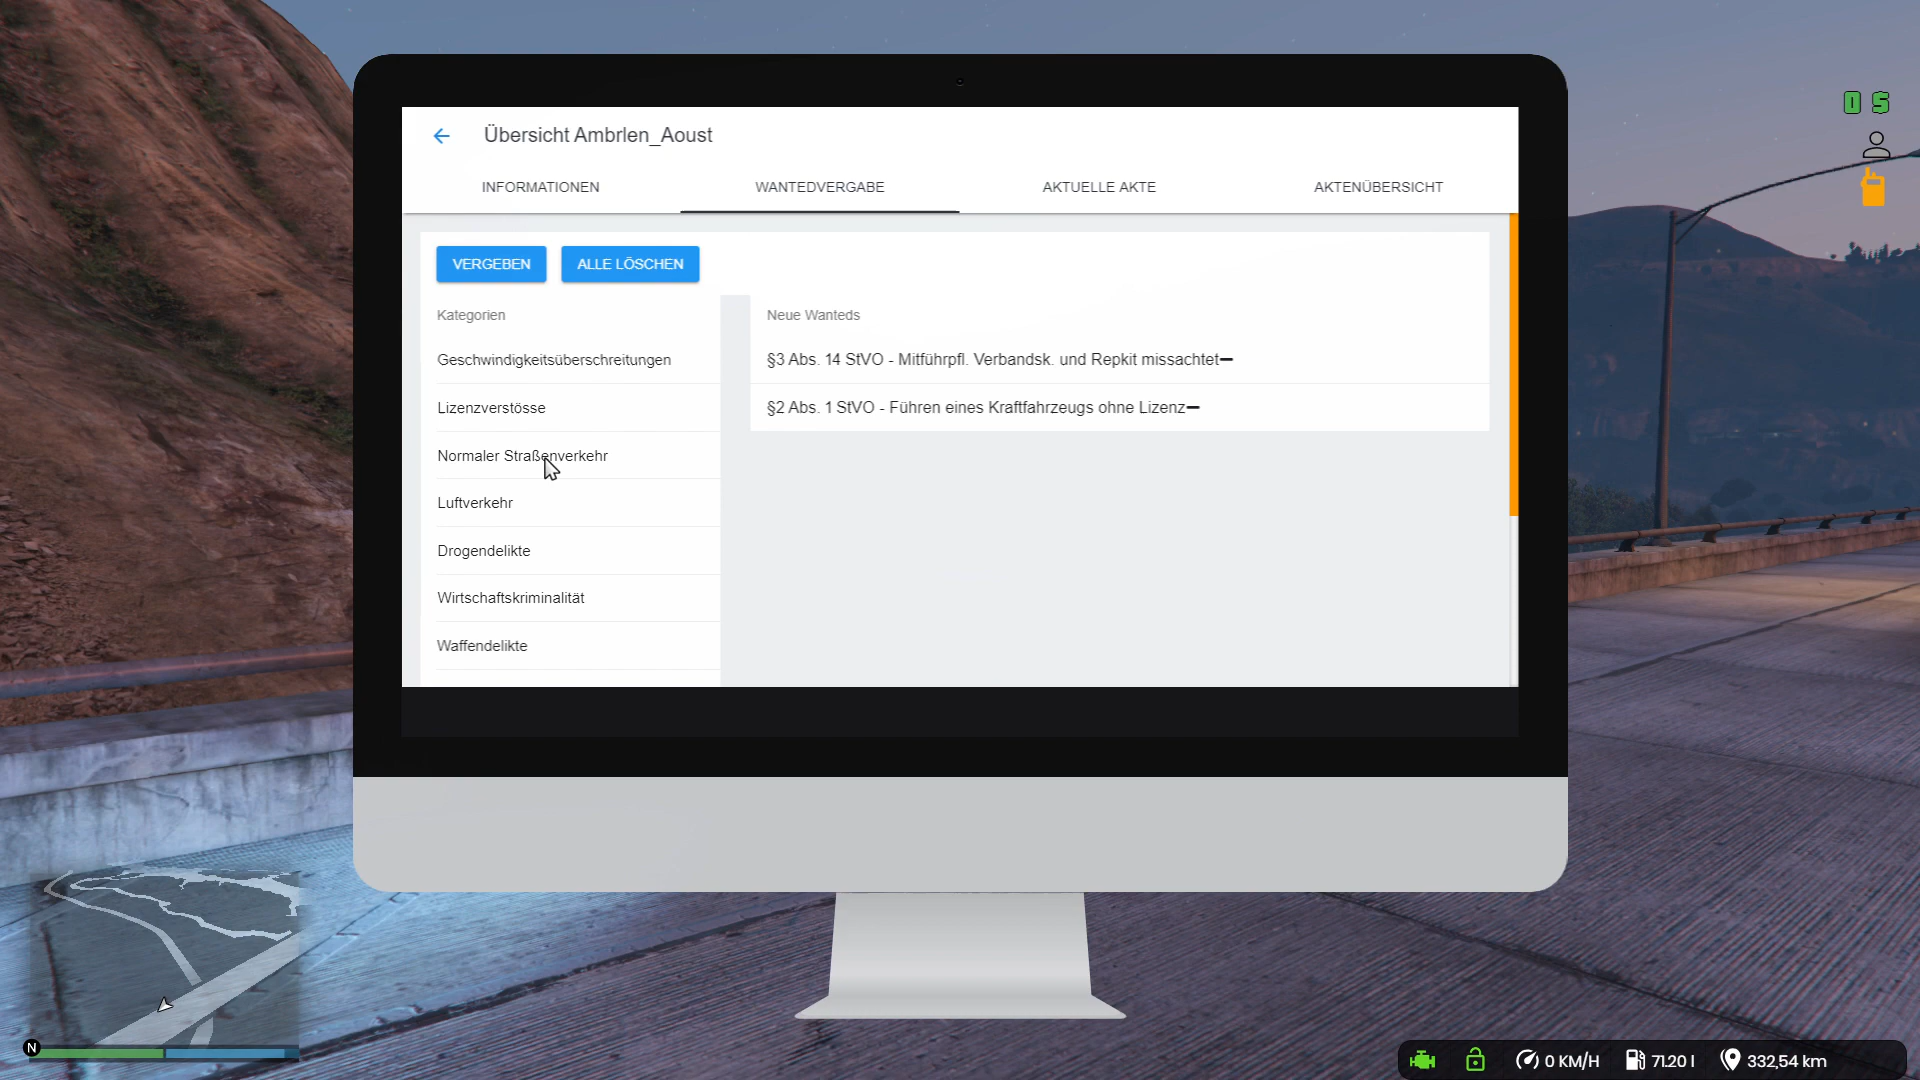 Übersicht Ambrlen_Aoust
INFORMATIONEN
WANTEDVERGABE
AKTUELLE AKTE
AKTENÜBERSICHT
VERGEBEN
ALLE LÖSCHEN
Kategorien
Geschwindigkeitsüberschreitungen
Lizenzverstösse
Normaler Straßenverkehr
Luftverkehr
Drogendelikte
Wirtschaftskriminalität
Waffendelikte
Neue Wanteds
§3 Abs. 14 StVO - Mitführpfl. Verbandsk. und Repkit missachtet
§2 Abs. 1 StVO - Führen eines Kraftfahrzeugs ohne Lizenz
N
0 KM/H
71.20 l
332,54 km